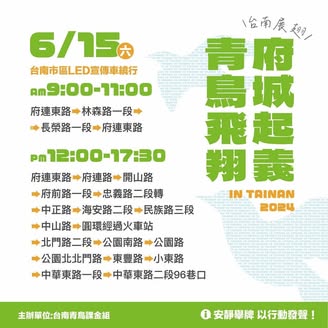 台南展翅
府城起義
青鳥飛翔
IN TAINAN
2024
6/15 六
台南市區LED宣傳車繞行
AM9:00-11:00
府連東路➡林森路一段➡
➡長榮路一段➡府連東路
PM12:00-17:30
府連東路➡府連路➡開山路
➡府前路一段➡忠義路二段轉
➡中正路➡海安路二段➡民族路三段
➡中山路➡圓環經過火車站
➡北門路二段➡公園南路➡公園路
➡公園北北門路➡東豐路➡小東路
➡中華東路一段➡中華東路二段96巷口
主辦單位:台南青鳥課金組
安靜舉牌 以行動發聲！